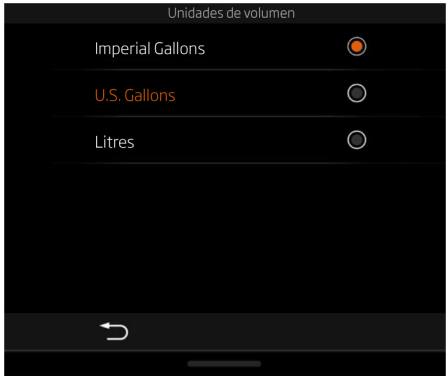 Unidades de volumen
Imperial Gallons
U.S. Gallons
Litres